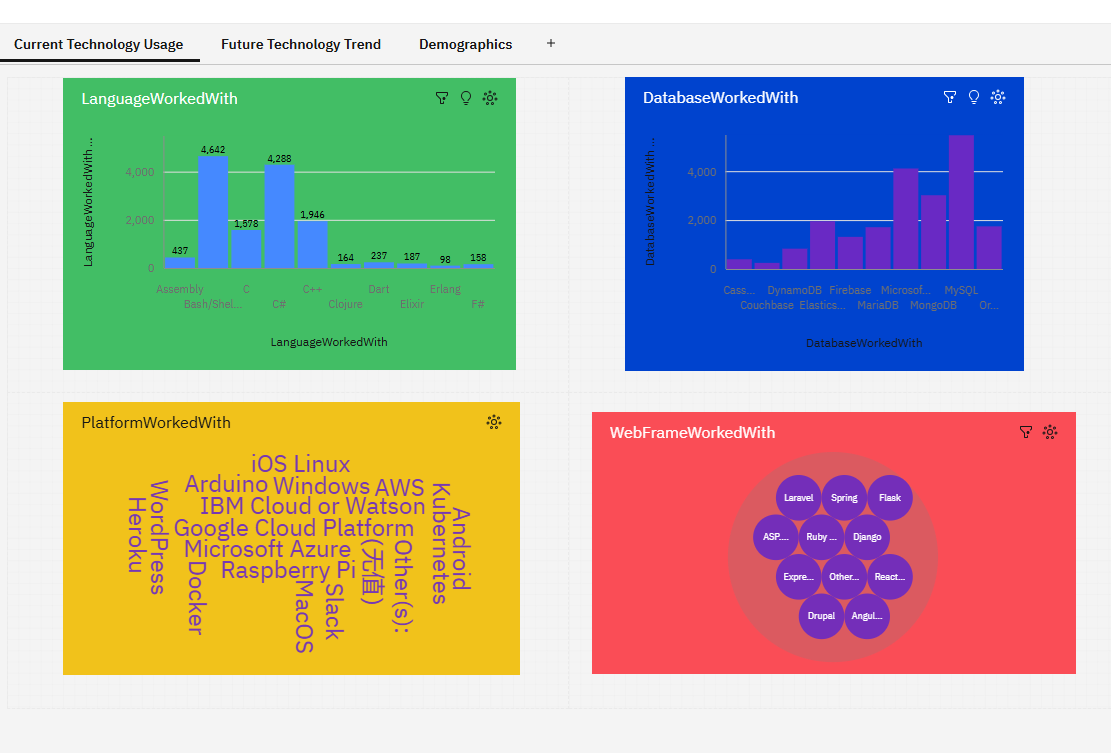 Current Technology Usage Future Technology Trend Demographics +
LanguageWorkedWith
LanguageWorkedWith ...
4,000
2,000
0
437
4,642
1,578
4,288
1,946
164
237
187
98
158
Assembly C C++ Dart Erlang
Bash/Shel... C# Clojure Elixir F#
LanguageWorkedWith
DatabaseWorkedWith
DatabaseWorkedWith ...
4,000
2,000
0
Cass... DynamoDB Firebase Microsof... MySQL
Couchbase Elastics... MariaDB MongoDB Or...
DatabaseWorkedWith
PlatformWorkedWith
iOS Linux
Arduino Windows AWS
IBM Cloud or Watson
Google Cloud Platform
Microsoft Azure
Raspberry Pi
Heroku
WordPress
Docker
MacOS
Slack
(无值)
Other(s):
Kubernetes
Android
WebFrameWorkedWith
Laravel Spring Flask
ASP.... Ruby ... Django
Expre... Other... React...
Drupal Angul...